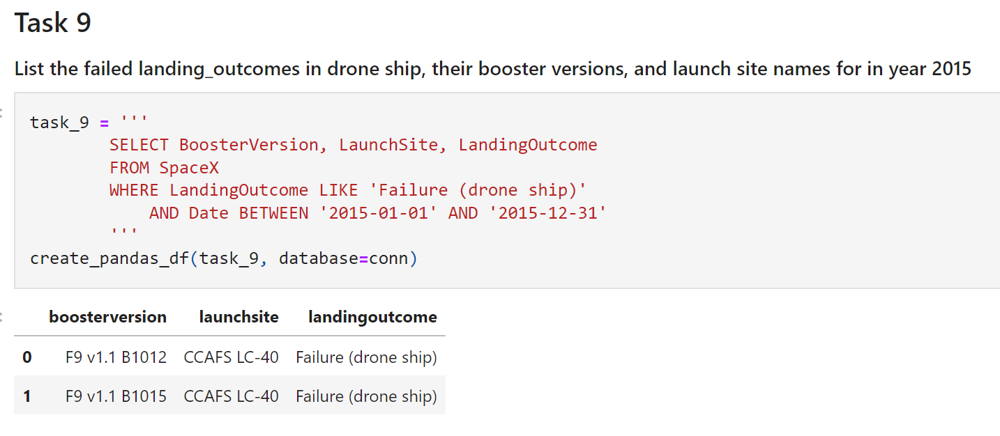 Task 9
List the failed landing_outcomes in drone ship, their booster versions, and launch site names for in year 2015
:
task_9 = '''
SELECT BoosterVersion, LaunchSite, LandingOutcome
FROM SpaceX
WHERE LandingOutcome LIKE 'Failure (drone ship)'
AND Date BETWEEN '2015-01-01' AND '2015-12-31'
'''
create_pandas_df(task_9, database=conn)
:
boosterversion launchsite landingoutcome
0 F9 v1.1 B1012 CCAFS LC-40 Failure (drone ship)
1 F9 v1.1 B1015 CCAFS LC-40 Failure (drone ship)